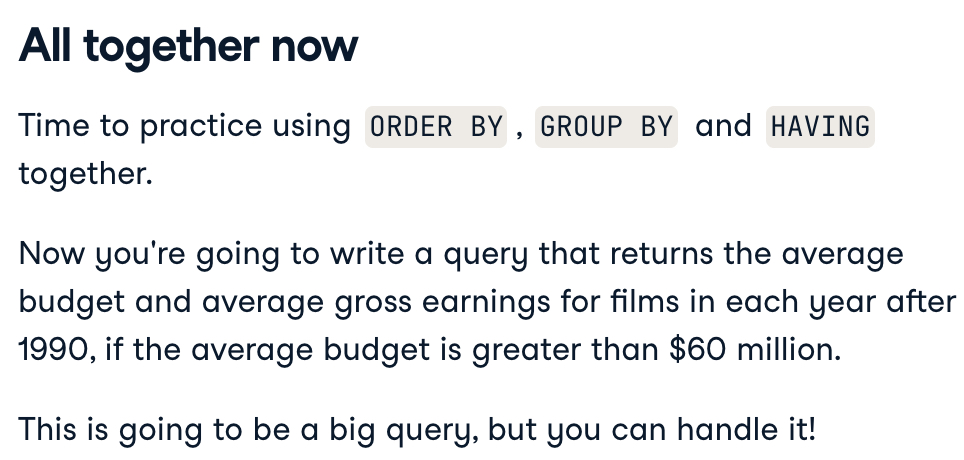 All together now
Time to practice using ORDER BY , GROUP BY and HAVING
together.
Now you're going to write a query that returns the average
budget and average gross earnings for films in each year after
1990, if the average budget is greater than $60 million.
This is going to be a big query, but you can handle it!